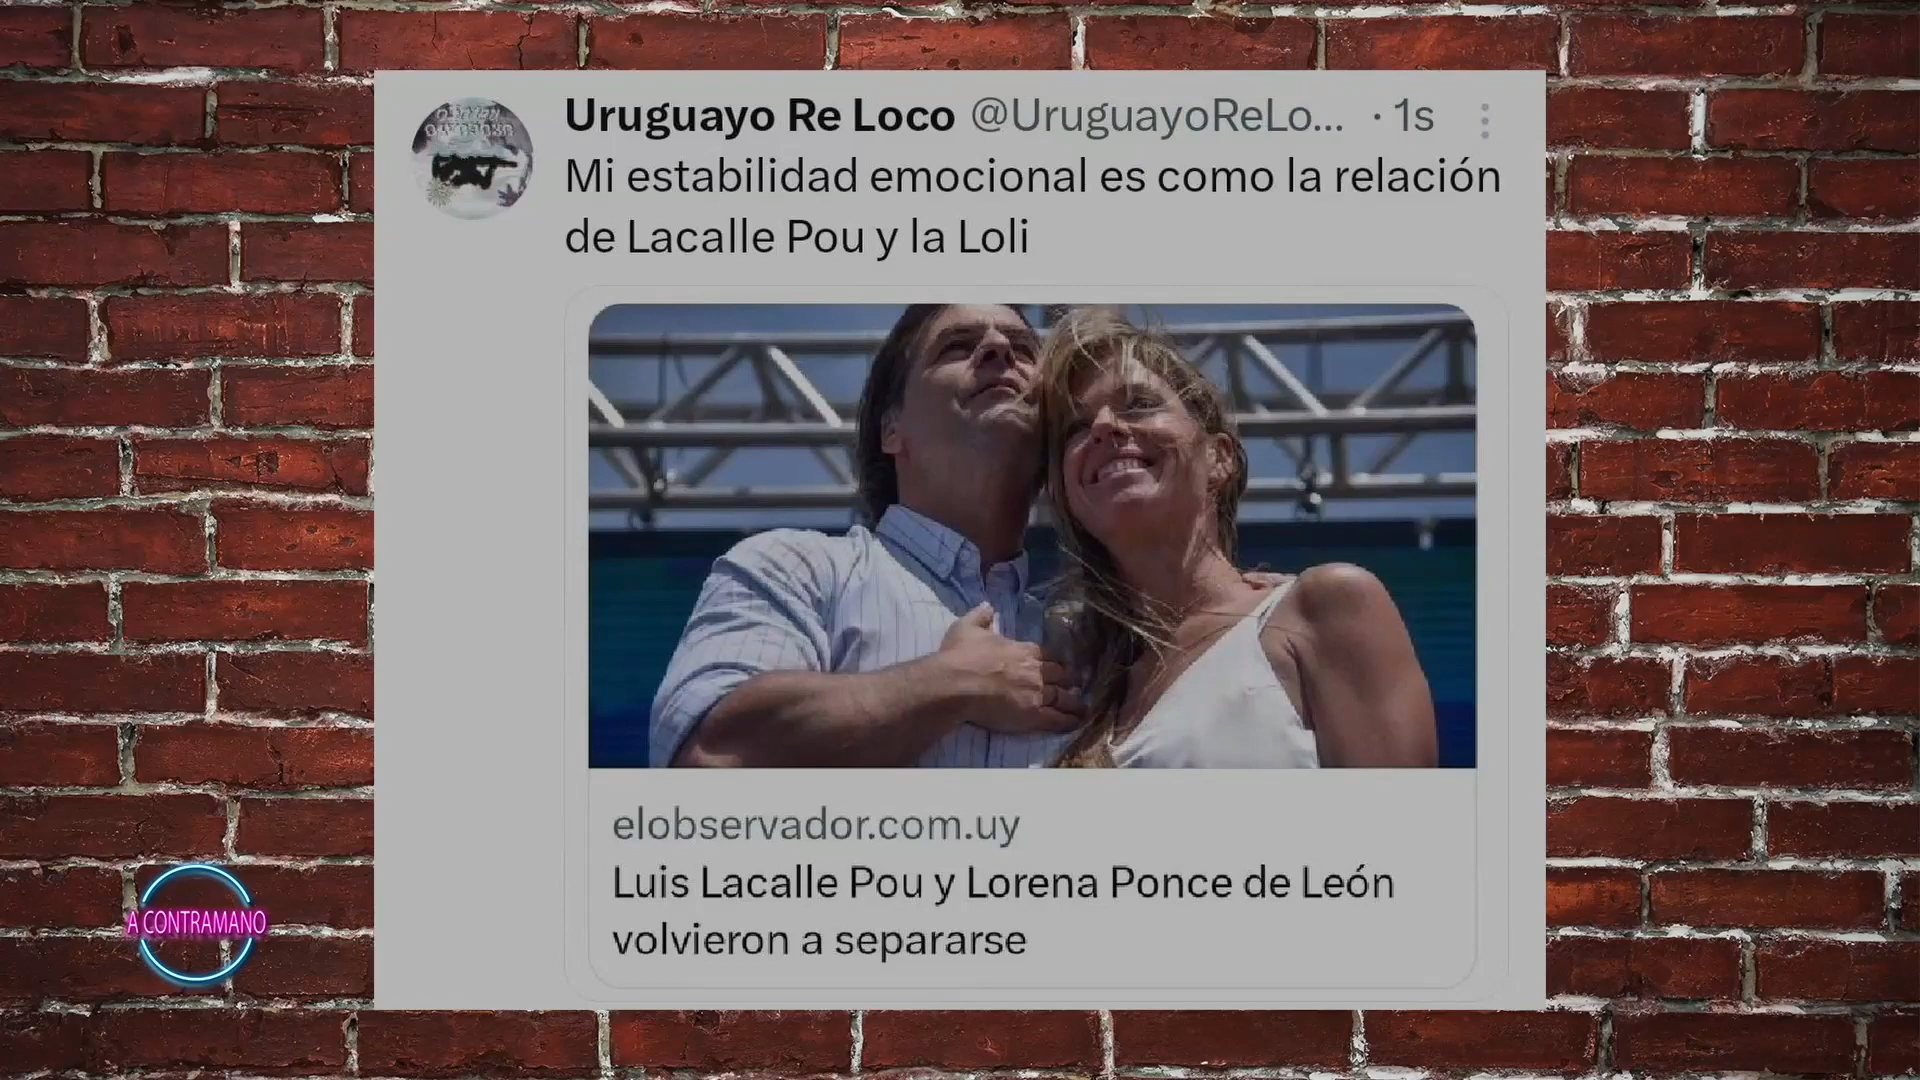 Uruguayo Re Loco @UruguayoReLo... · 1s
Mi estabilidad emocional es como la relación
de Lacalle Pou y la Loli
elobservador.com.uy
Luis Lacalle Pou y Lorena Ponce de León
volvieron a separarse
A CONTRAMANO